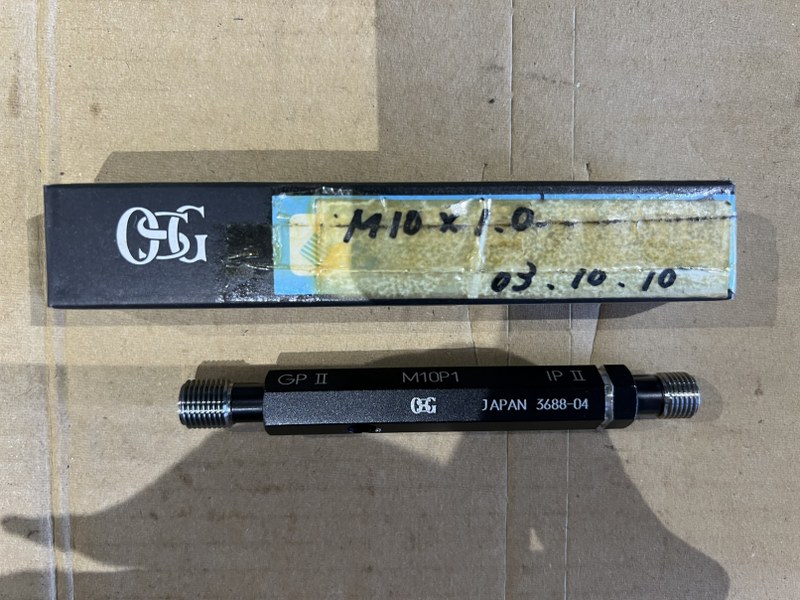 OSG
M10 x 1.0
03.10.10
GP II M10P1 IP II
OSG JAPAN 3688-04